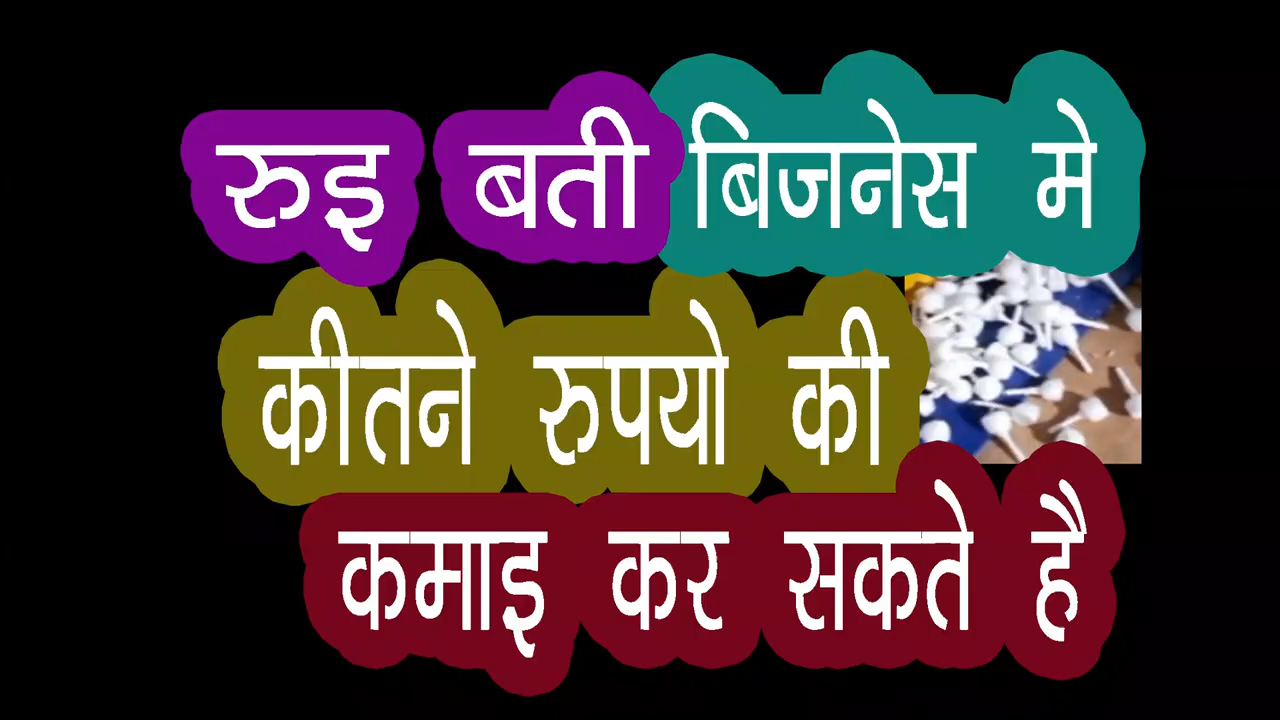 रुइ बती बिजनेस मे
कीतने रुपयो की
कमाइ कर सकते है